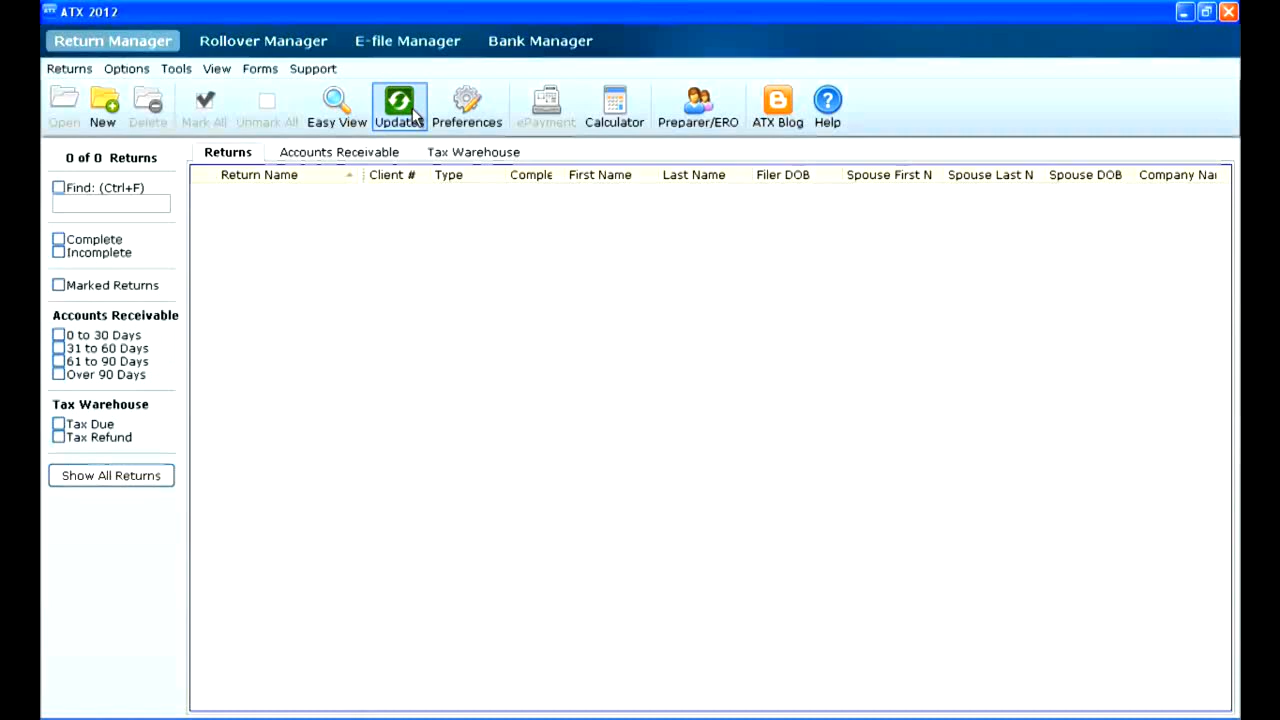 ATX ATX 2012
Return Manager Rollover Manager E-file Manager Bank Manager
Returns Options Tools View Forms Support
Open New Delete Mark All Unmark All Easy View Updates Preferences ePayment Calculator Preparer/ERO ATX Blog Help
0 of 0 Returns
Find: (Ctrl+F)
Complete
Incomplete
Marked Returns
Accounts Receivable
0 to 30 Days
31 to 60 Days
61 to 90 Days
Over 90 Days
Tax Warehouse
Tax Due
Tax Refund
Show All Returns
Returns Accounts Receivable Tax Warehouse
Return Name Client # Type Comple First Name Last Name Filer DOB Spouse First N Spouse Last N Spouse DOB Company Nai